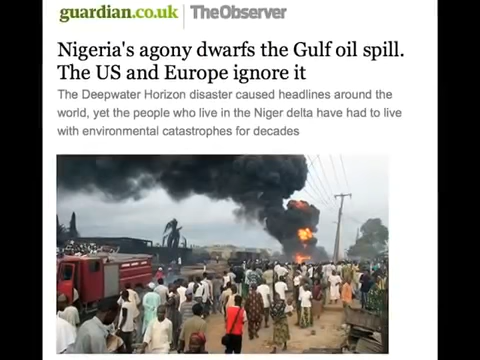 guardian.co.uk | TheObserver
Nigeria's agony dwarfs the Gulf oil spill.
The US and Europe ignore it
The Deepwater Horizon disaster caused headlines around the
world, yet the people who live in the Niger delta have had to live
with environmental catastrophes for decades